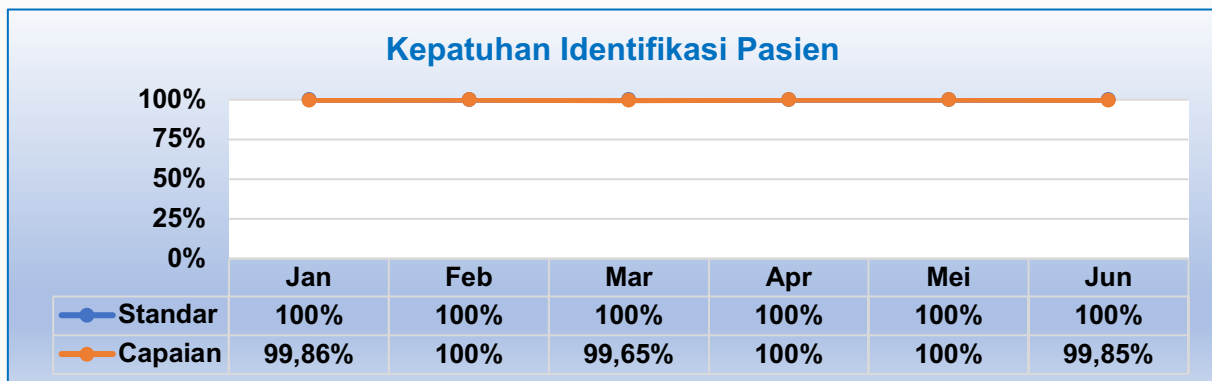 Kepatuhan Identifikasi Pasien
100%
75%
50%
25%
0%
Jan Feb Mar Apr Mei Jun
Standar 100% 100% 100% 100% 100% 100%
Capaian 99,86% 100% 99,65% 100% 100% 99,85%